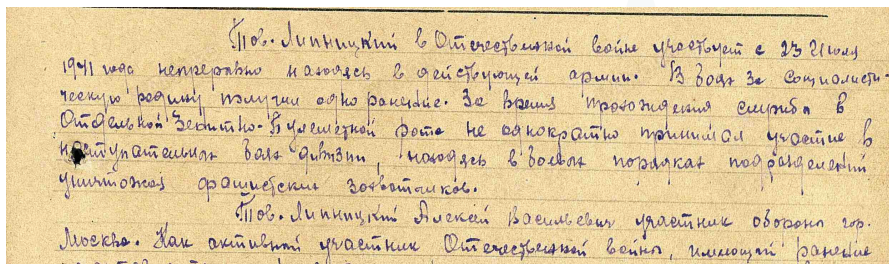 Тов. Липницкий в Отечественной войне участвует с 23 Июля
1941 года непрерывно находясь в действующей армии. В боях за социалисти-
ческую родину получил одно ранение. За время прохождения службы в
Отдельной Зенитно-Пулеметной роте не однократно принимал участие в
наступательных боях дивизии, находясь в боевых порядках подразделений
уничтожая фашистских захватчиков.
Тов. Липницкий Алексей Васильевич участник обороны гор.
Москва. Как активный участник Отечественной войны, имеющий ранение